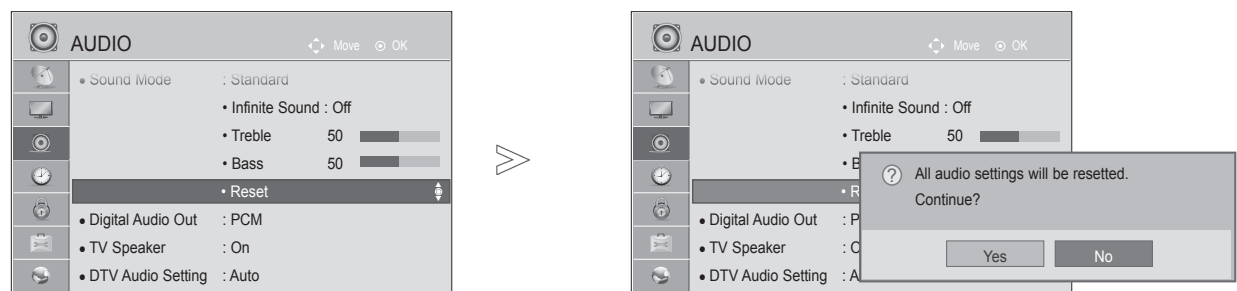 AUDIO Move OK
• Sound Mode : Standard
• Infinite Sound : Off
• Treble 50
• Bass 50
• Reset
• Digital Audio Out : PCM
• TV Speaker : On
• DTV Audio Setting : Auto
AUDIO Move OK
• Sound Mode : Standard
• Infinite Sound : Off
• Treble 50
• B
• R
• Digital Audio Out : P
• TV Speaker : O
• DTV Audio Setting : A
? All audio settings will be resetted.
Continue?
Yes No